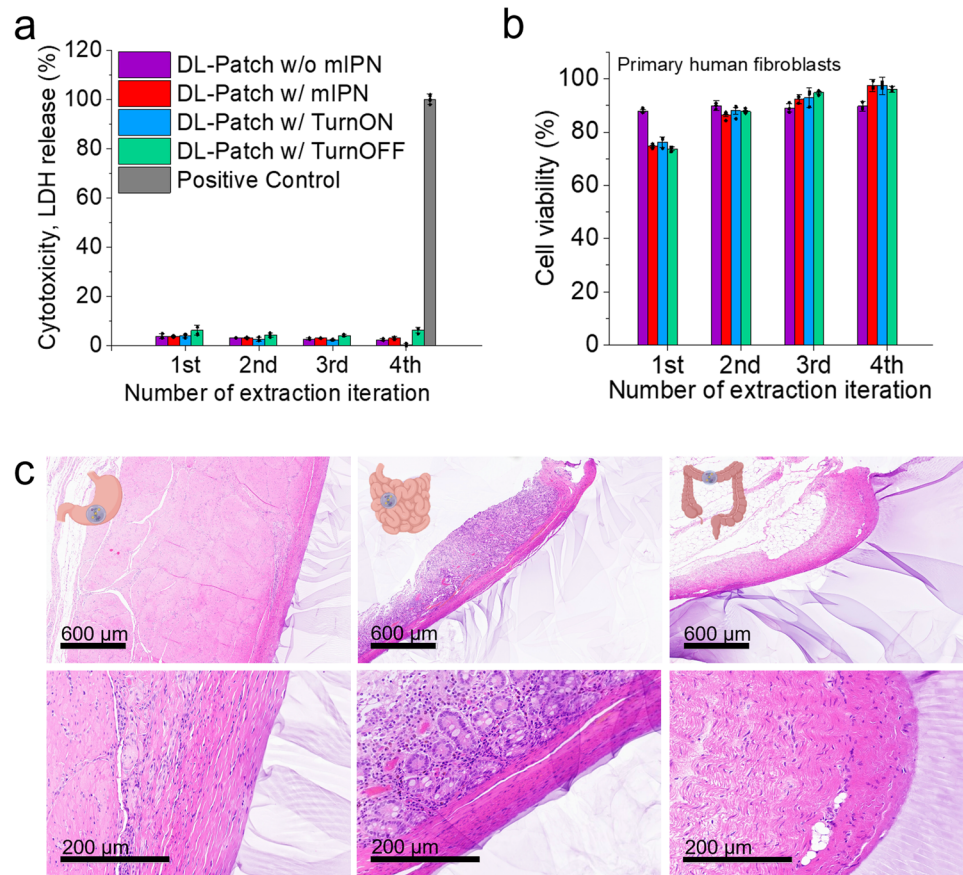 a
Cytotoxicity, LDH release (%)
120
100
80
60
40
20
0
DL-Patch w/o mIPN
DL-Patch w/ mIPN
DL-Patch w/ TurnON
DL-Patch w/ TurnOFF
Positive Control
1st 2nd 3rd 4th
Number of extraction iteration
b
Cell viability (%)
100
80
60
40
20
0
Primary human fibroblasts
1st 2nd 3rd 4th
Number of extraction iteration
c
600 µm
600 µm
600 µm
200 µm
200 µm
200 µm